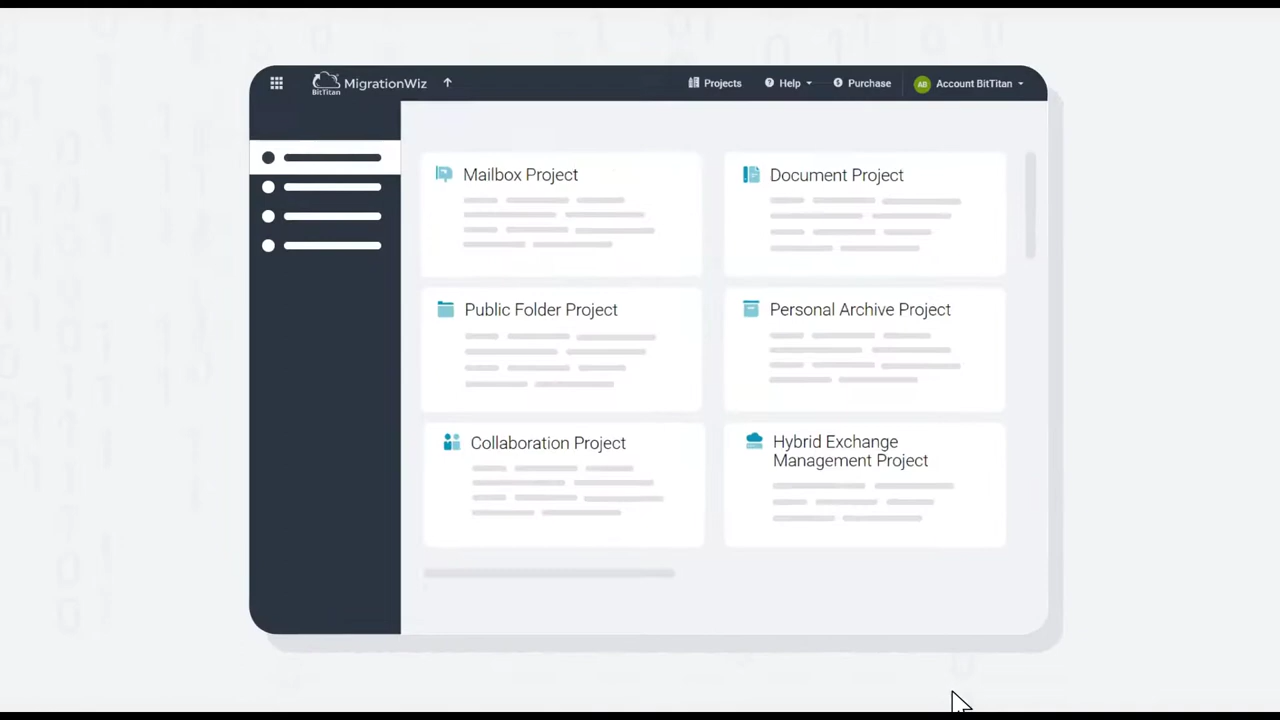 BitTitan
MigrationWiz
Projects
Help
Purchase
AB
Account BitTitan
Mailbox Project
Document Project
Public Folder Project
Personal Archive Project
Collaboration Project
Hybrid Exchange
Management Project